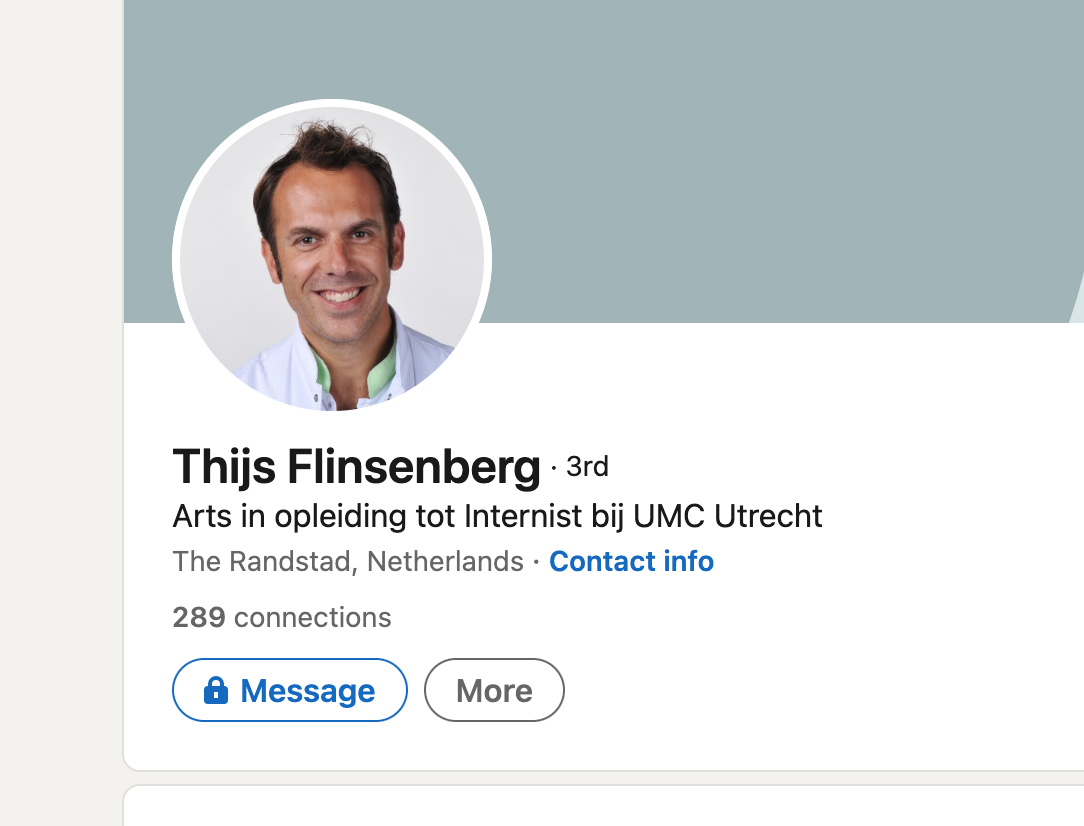 Thijs Flinsenberg · 3rd
Arts in opleiding tot Internist bij UMC Utrecht
The Randstad, Netherlands · Contact info
289 connections
Message
More